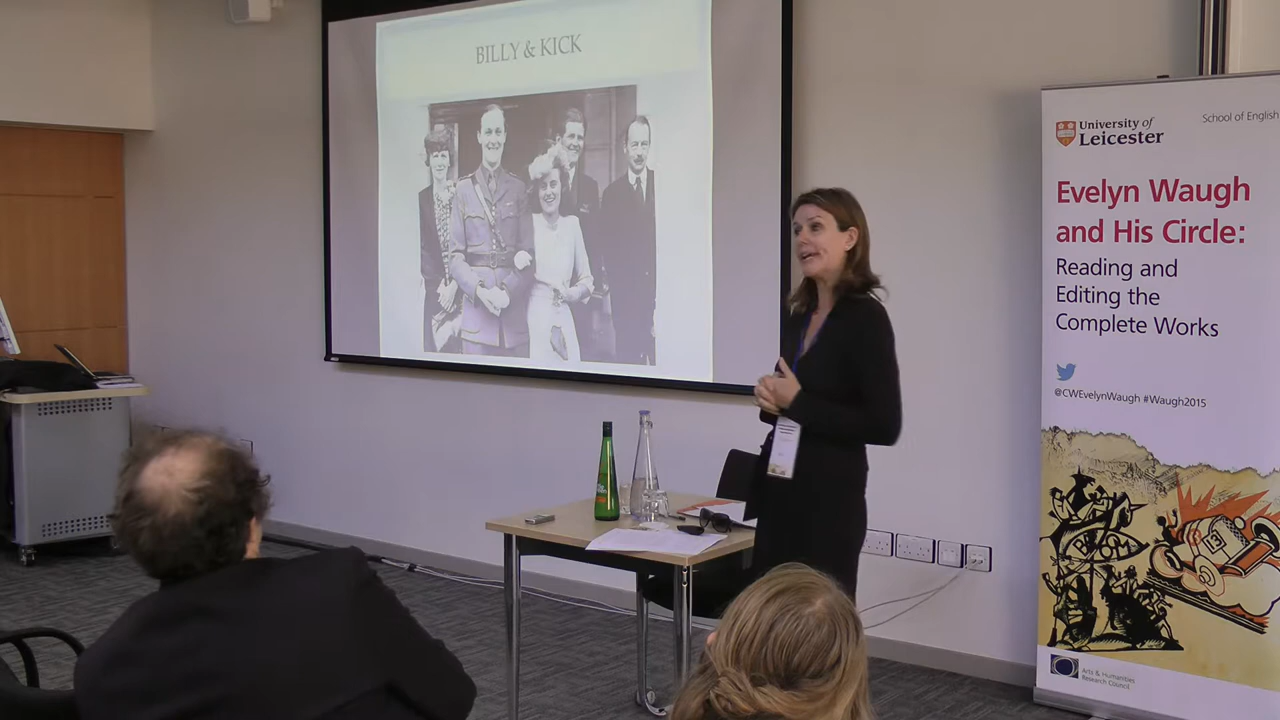 BILLY & KICK
University of
Leicester
School of English
Evelyn Waugh
and His Circle:
Reading and
Editing the
Complete Works
@CWEvelynWaugh #Waugh2015
Arts & Humanities
Research Council